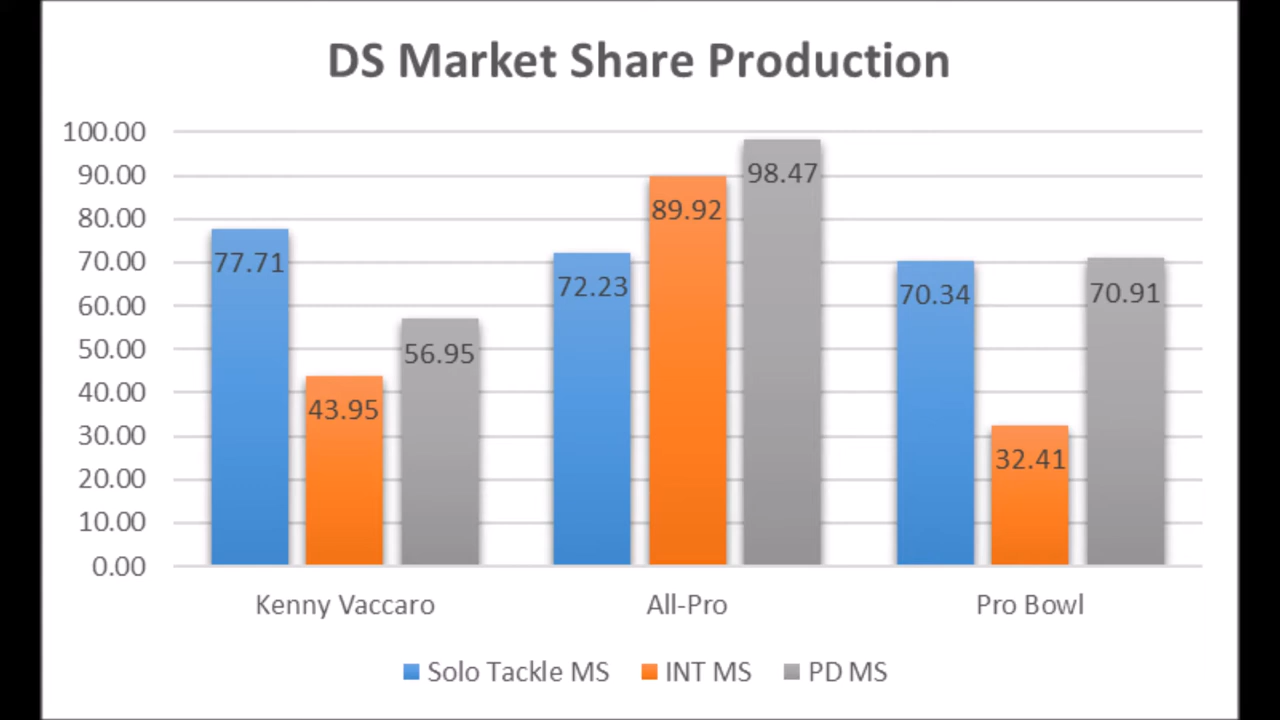 DS Market Share Production
100.00
90.00
80.00
70.00
60.00
50.00
40.00
30.00
20.00
10.00
0.00
77.71
43.95
56.95
72.23
89.92
98.47
70.34
32.41
70.91
Kenny Vaccaro
All-Pro
Pro Bowl
Solo Tackle MS
INT MS
PD MS